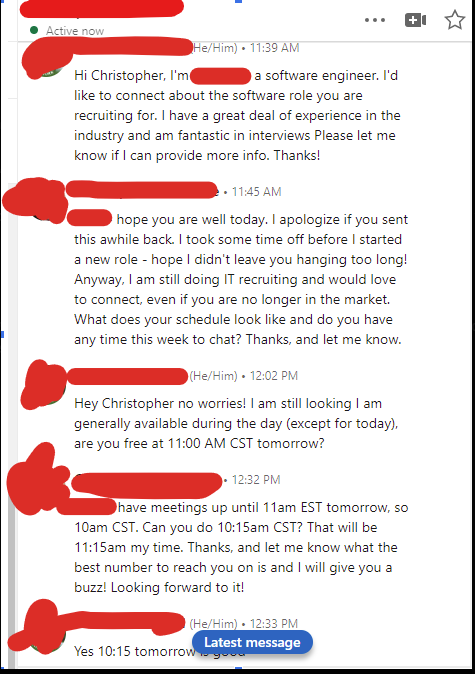 Active now
(He/Him) • 11:39 AM
Hi Christopher, I'm a software engineer. I'd
like to connect about the software role you are
recruiting for. I have a great deal of experience in the
industry and am fantastic in interviews Please let me
know if I can provide more info. Thanks!
• 11:45 AM
hope you are well today. I apologize if you sent
this awhile back. I took some time off before I started
a new role - hope I didn't leave you hanging too long!
Anyway, I am still doing IT recruiting and would love
to connect, even if you are no longer in the market.
What does your schedule look like and do you have
any time this week to chat? Thanks, and let me know.
(He/Him) • 12:02 PM
Hey Christopher no worries! I am still looking I am
generally available during the day (except for today),
are you free at 11:00 AM CST tomorrow?
• 12:32 PM
have meetings up until 11am EST tomorrow, so
10am CST. Can you do 10:15am CST? That will be
11:15am my time. Thanks, and let me know what the
best number to reach you on is and I will give you a
buzz! Looking forward to it!
(He/Him) • 12:33 PM
Latest message
Yes 10:15 tomorrow is good